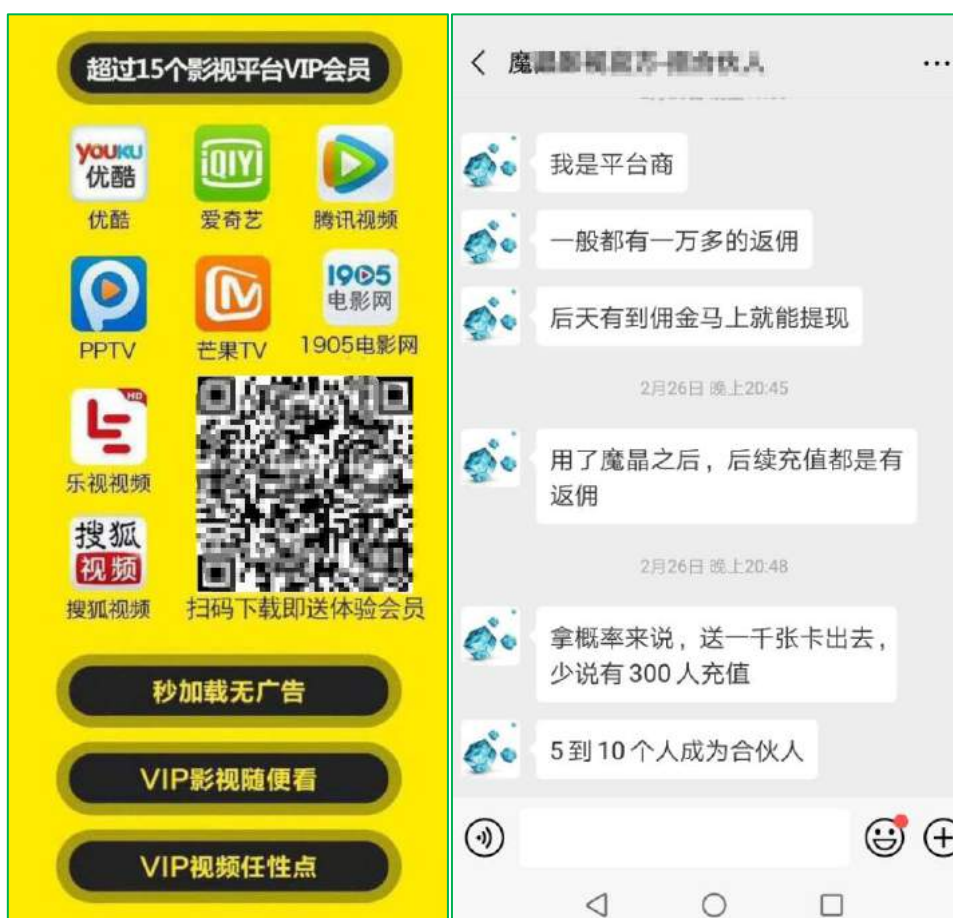 超过15个影视平台VIP会员
YOUKU
优酷
优酷
iQIYI
爱奇艺
腾讯视频
PPTV
芒果TV
1905
电影网
1905电影网
HD
乐视视频
搜狐
视频
搜狐视频
扫码下载即送体验会员
秒加载无广告
VIP影视随便看
VIP视频任性点
魔
我是平台商
一般都有一万多的返佣
后天有到佣金马上就能提现
2月26日 晚上20:45
用了魔晶之后，后续充值都是有
返佣
2月26日 晚上20:48
拿概率来说，送一千张卡出去，
少说有300人充值
5到10个人成为合伙人